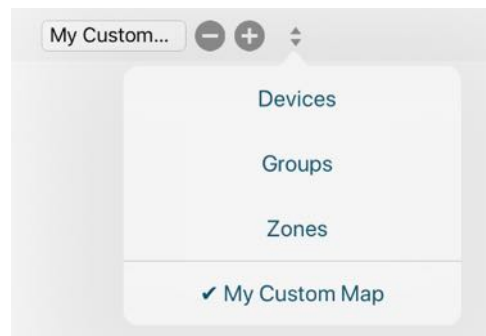 My Custom...
Devices
Groups
Zones
✔ My Custom Map